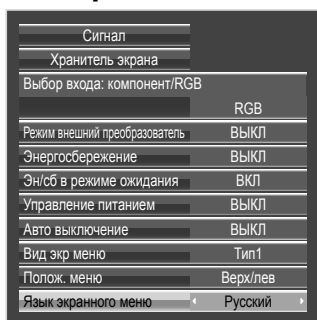 Сигнал
Хранитель экрана
Выбор входа: компонент/RGB
RGB
Режим внешний преобразователь ВЫКЛ
Энергосбережение ВЫКЛ
Эн/сб в режиме ожидания ВКЛ
Управление питанием ВЫКЛ
Авто выключение ВЫКЛ
Вид экр меню Тип1
Полож. меню Верх/лев
Язык экранного меню Русский